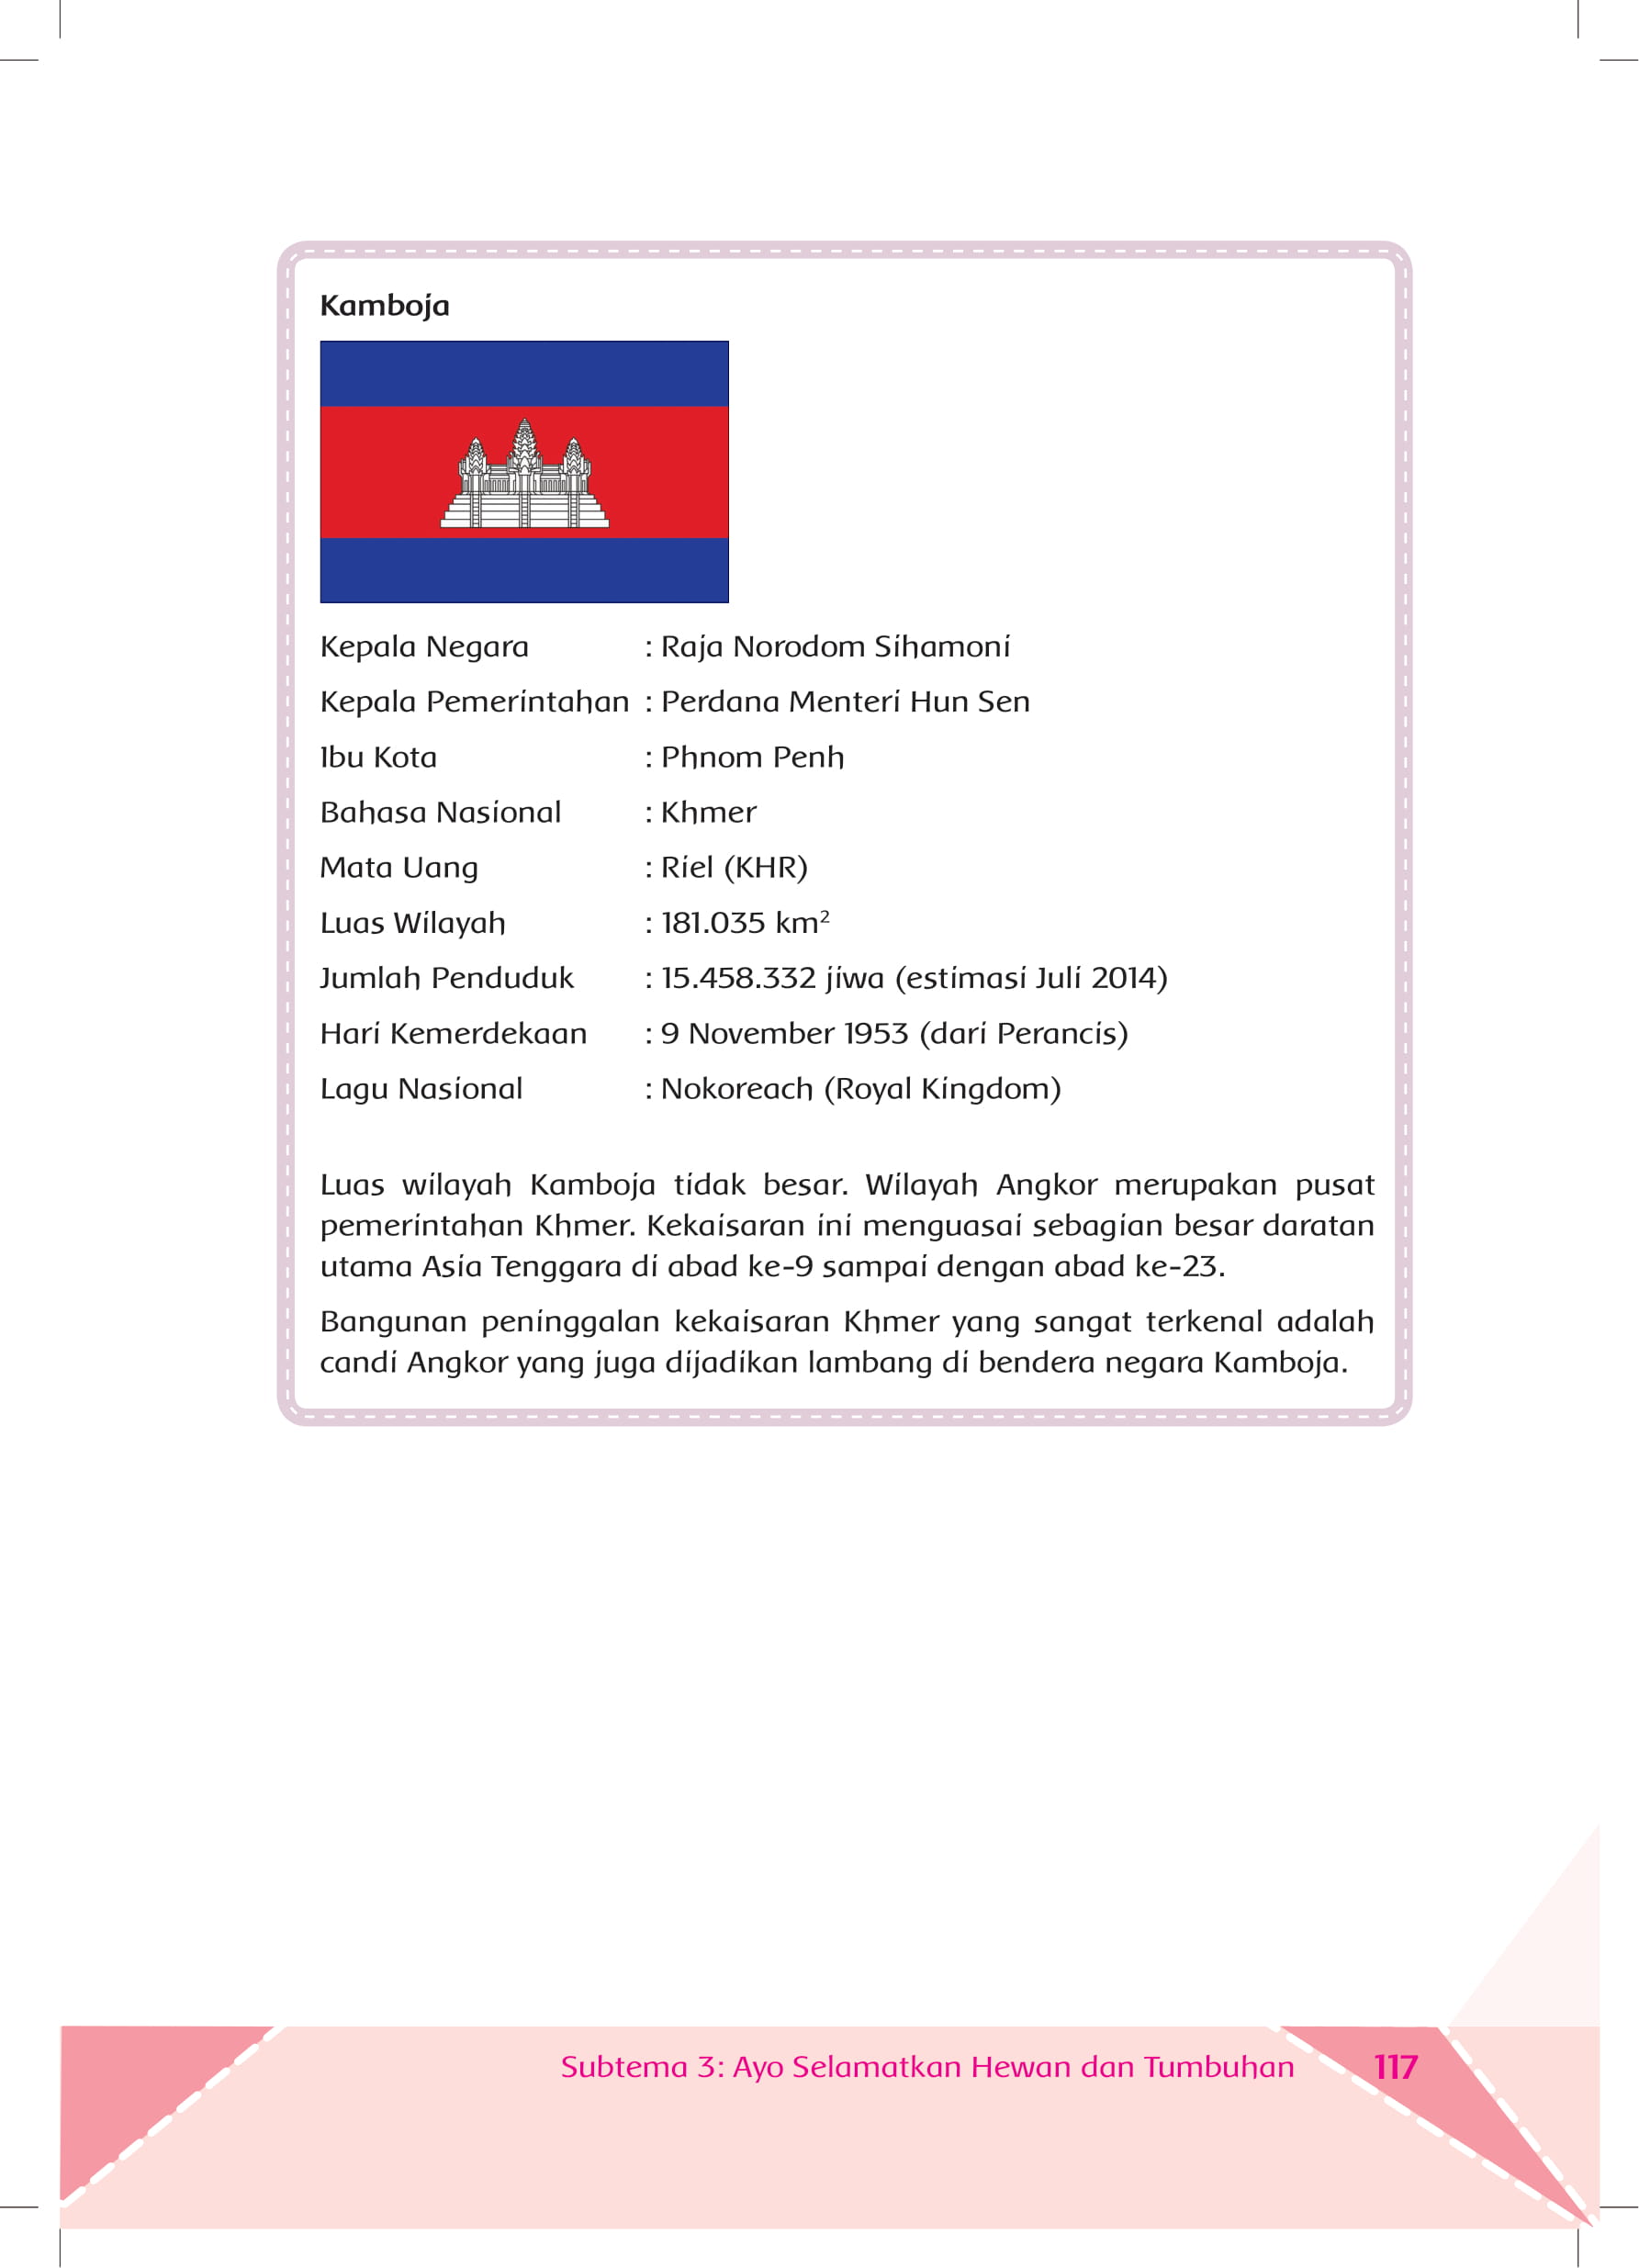 Kamboja
Kepala Negara : Raja Norodom Sihamoni
Kepala Pemerintahan : Perdana Menteri Hun Sen
Ibu Kota : Phnom Penh
Bahasa Nasional : Khmer
Mata Uang : Riel (KHR)
Luas Wilayah : 181.035 km²
Jumlah Penduduk : 15.458.332 jiwa (estimasi Juli 2014)
Hari Kemerdekaan : 9 November 1953 (dari Perancis)
Lagu Nasional : Nokoreach (Royal Kingdom)
Luas wilayah Kamboja tidak besar. Wilayah Angkor merupakan pusat
pemerintahan Khmer. Kekaisaran ini menguasai sebagian besar daratan
utama Asia Tenggara di abad ke-9 sampai dengan abad ke-23.
Bangunan peninggalan kekaisaran Khmer yang sangat terkenal adalah
candi Angkor yang juga dijadikan lambang di bendera negara Kamboja.
Subtema 3: Ayo Selamatkan Hewan dan Tumbuhan 117